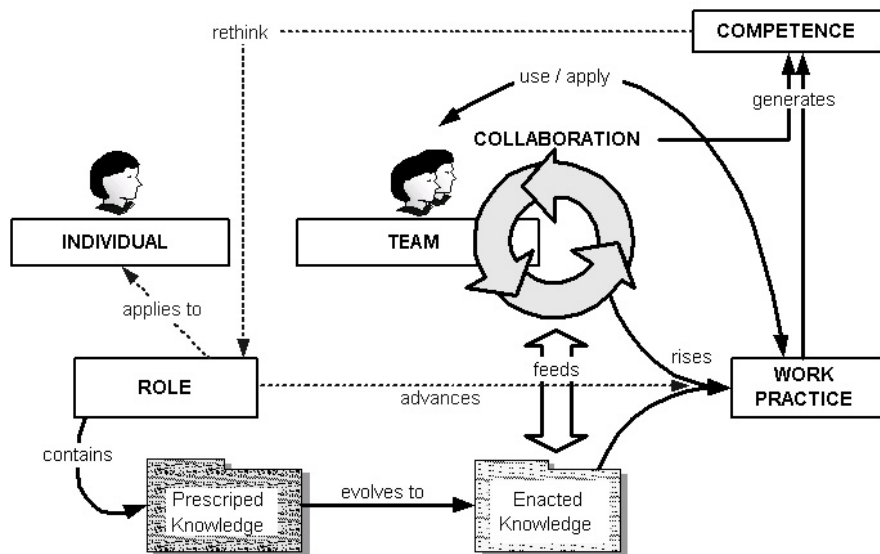 COMPETENCE
rethink
use / apply
generates
COLLABORATION
INDIVIDUAL
TEAM
applies to
feeds
rises
ROLE
advances
WORK
PRACTICE
contains
Prescriped
Knowledge
evolves to
Enacted
Knowledge